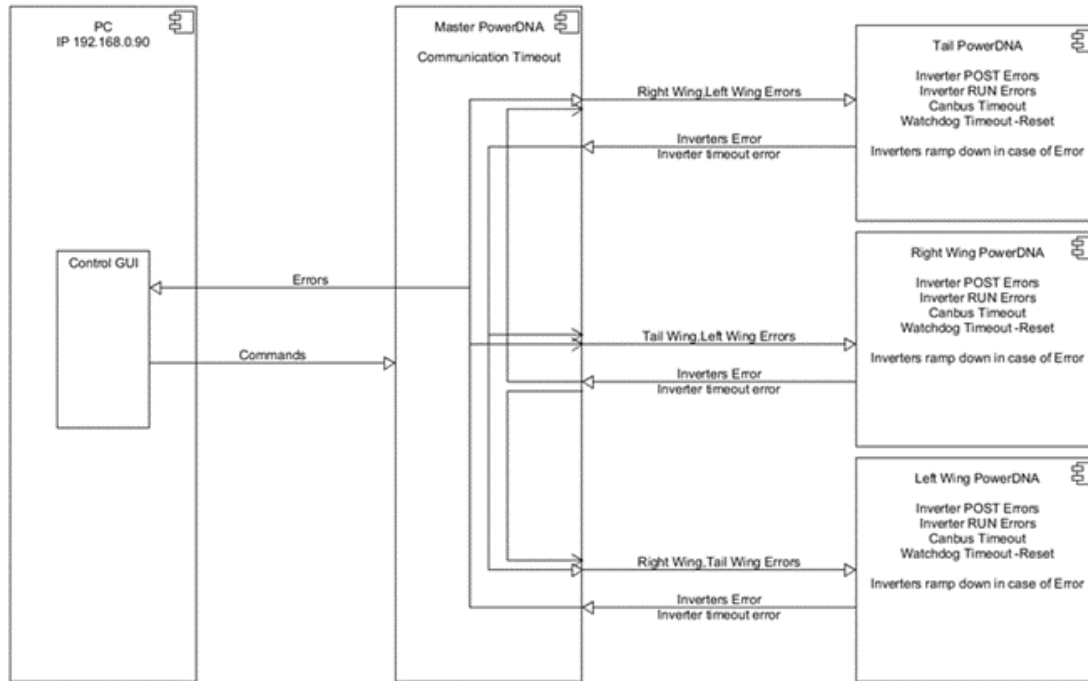 PC
IP 192.168.0.90
Control GUI
Errors
Commands
Master PowerDNA
Communication Timeout
Right Wing,Left Wing Errors
Inverters Error
Inverter timeout error
Tail Wing,Left Wing Errors
Inverters Error
Inverter timeout error
Right Wing,Tail Wing Errors
Inverters Error
Inverter timeout error
Tail PowerDNA
Inverter POST Errors
Inverter RUN Errors
Canbus Timeout
Watchdog Timeout -Reset
Inverters ramp down in case of Error
Right Wing PowerDNA
Inverter POST Errors
Inverter RUN Errors
Canbus Timeout
Watchdog Timeout -Reset
Inverters ramp down in case of Error
Left Wing PowerDNA
Inverter POST Errors
Inverter RUN Errors
Canbus Timeout
Watchdog Timeout -Reset
Inverters ramp down in case of Error